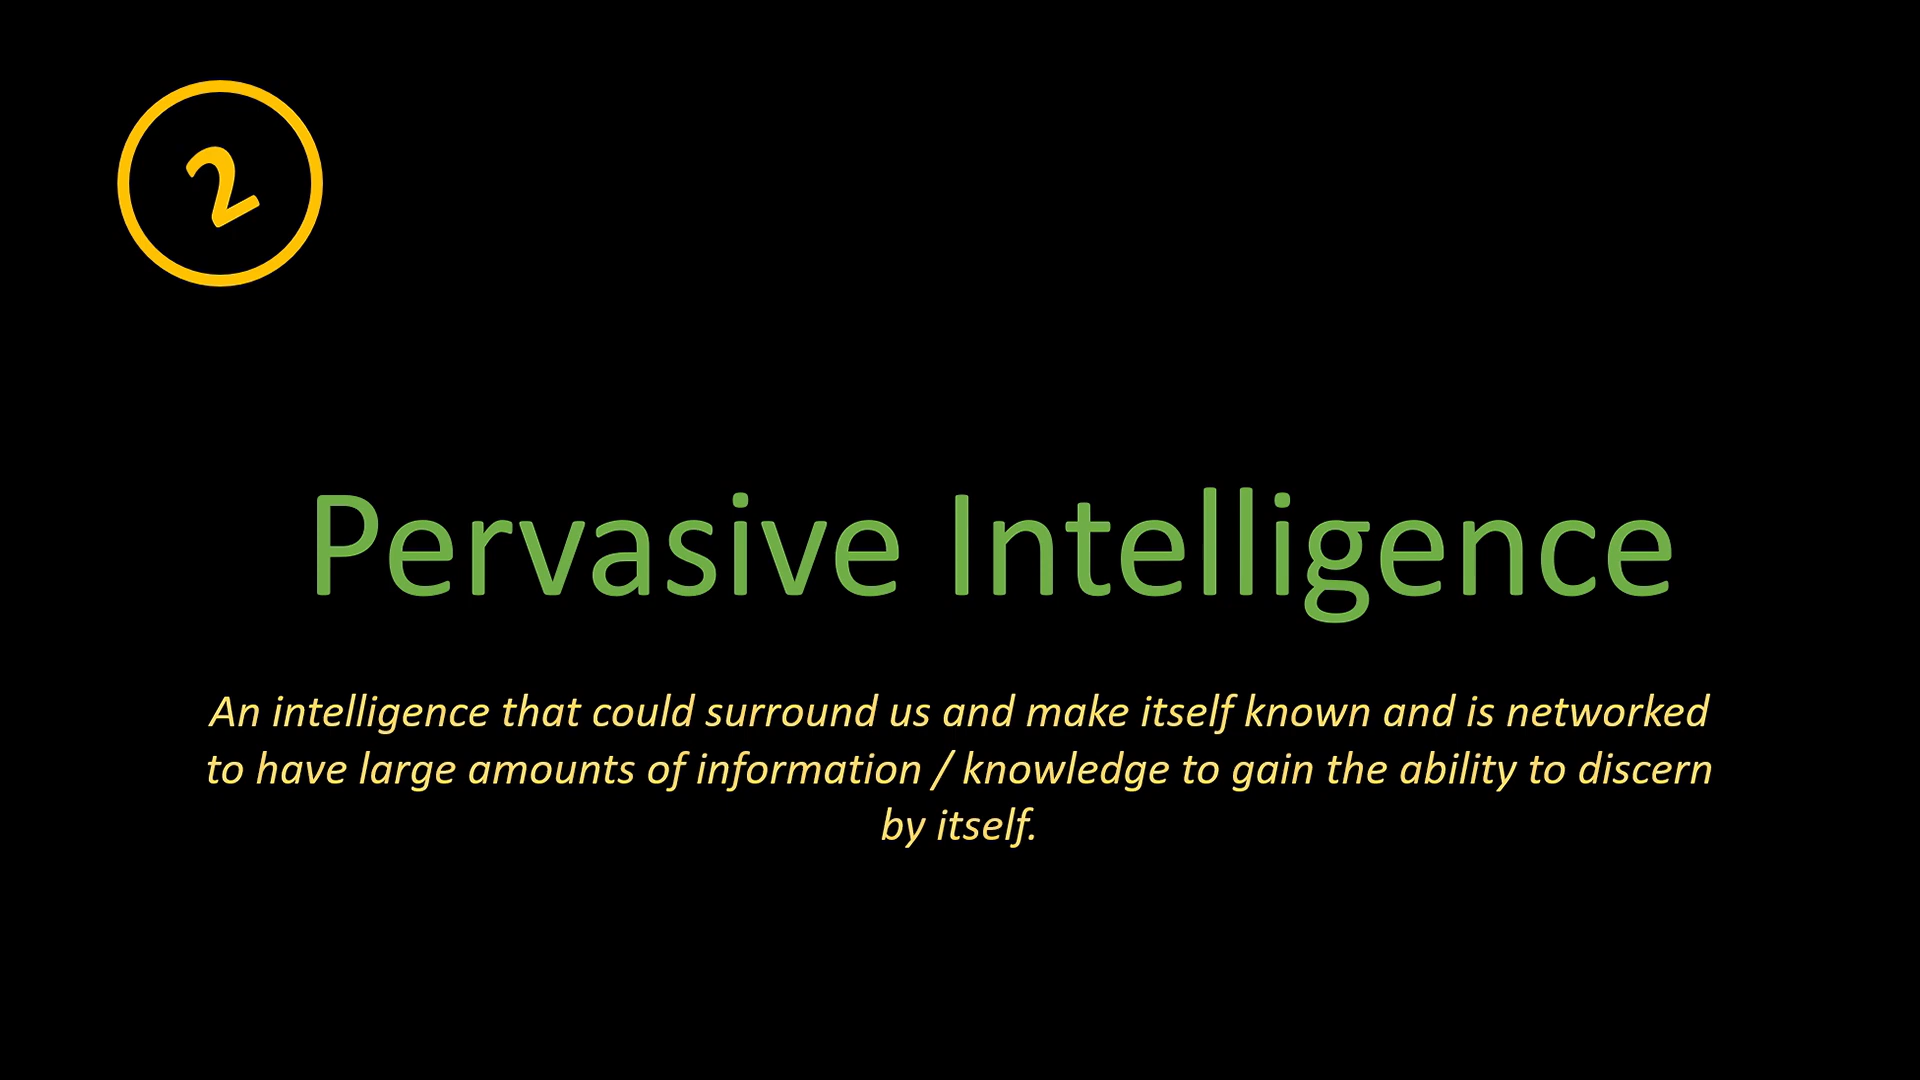 2
Pervasive Intelligence
An intelligence that could surround us and make itself known and is networked
to have large amounts of information / knowledge to gain the ability to discern
by itself.